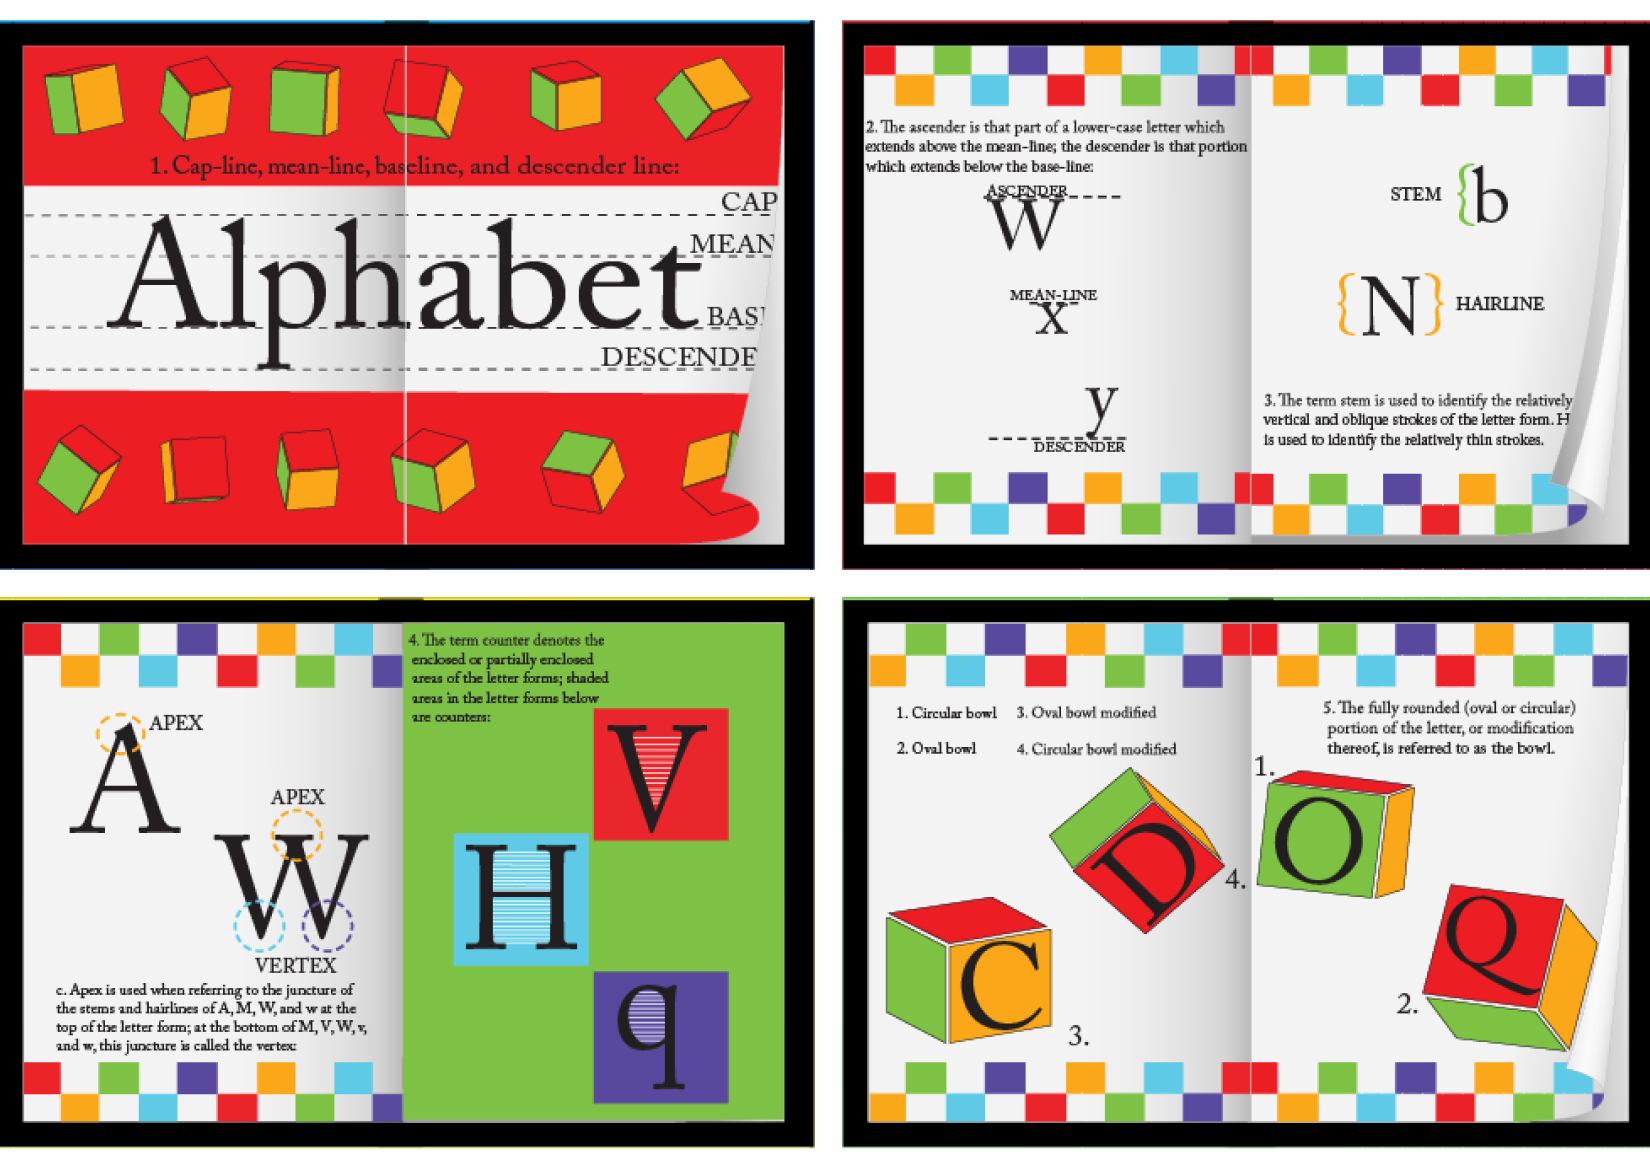 1. Cap-line, mean-line, baseline, and descender line:
CAP
MEAN
Alphabet
BAS
DESCENDE
2. The ascender is that part of a lower-case letter which
extends above the mean-line; the descender is that portion
which extends below the base-line:
ASCENDER
W
MEAN-LINE
x
y
DESCENDER
STEM {b
{N} HAIRLINE
3. The term stem is used to identify the relatively
vertical and oblique strokes of the letter form. H
is used to identify the relatively thin strokes.
APEX
A
APEX
W
VERTEX
c. Apex is used when referring to the juncture of
the stems and hairlines of A, M, W, and w at the
top of the letter form; at the bottom of M, V, W, v,
and w, this juncture is called the vertex:
4. The term counter denotes the
enclosed or partially enclosed
areas of the letter forms; shaded
areas in the letter forms below
are counters:
V
H
q
1. Circular bowl 3. Oval bowl modified
2. Oval bowl 4. Circular bowl modified
D
4.
C
3.
5. The fully rounded (oval or circular)
portion of the letter, or modification
thereof, is referred to as the bowl.
1.
O
Q
2.